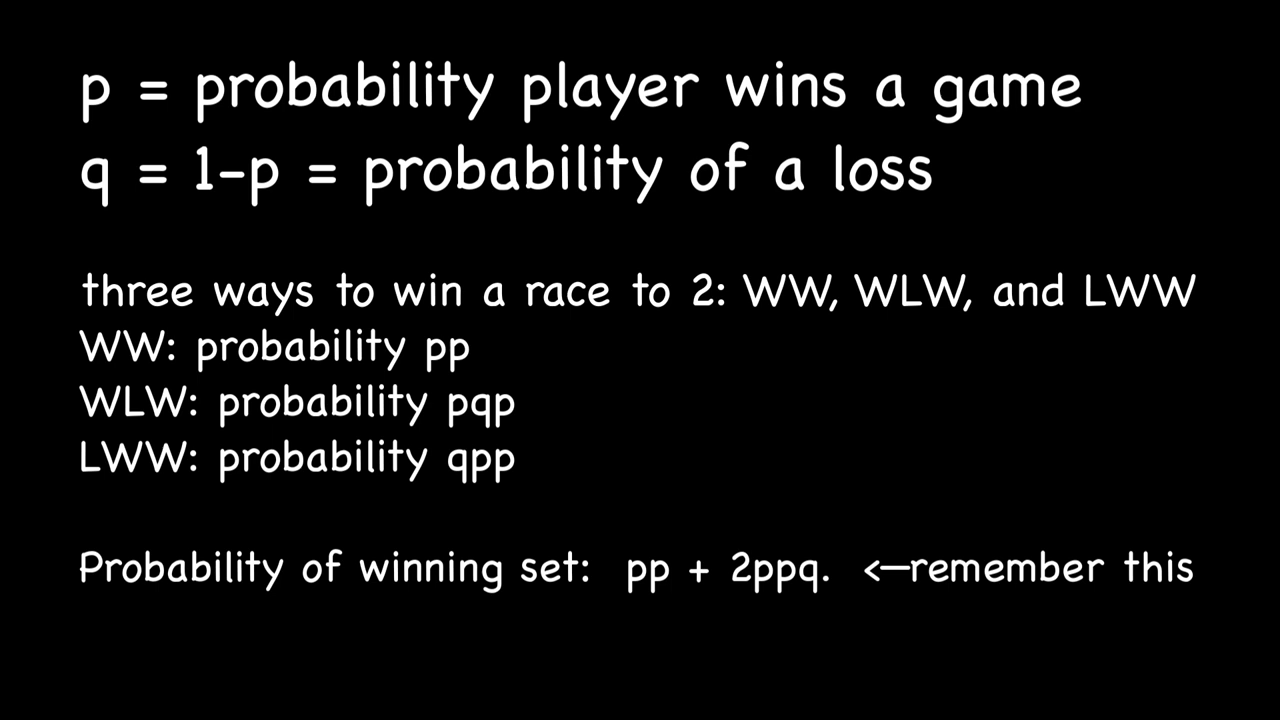 p = probability player wins a game
q = 1-p = probability of a loss
three ways to win a race to 2: WW, WLW, and LWW
WW: probability pp
WLW: probability pqp
LWW: probability qpp
Probability of winning set: pp + 2ppq. <—remember this